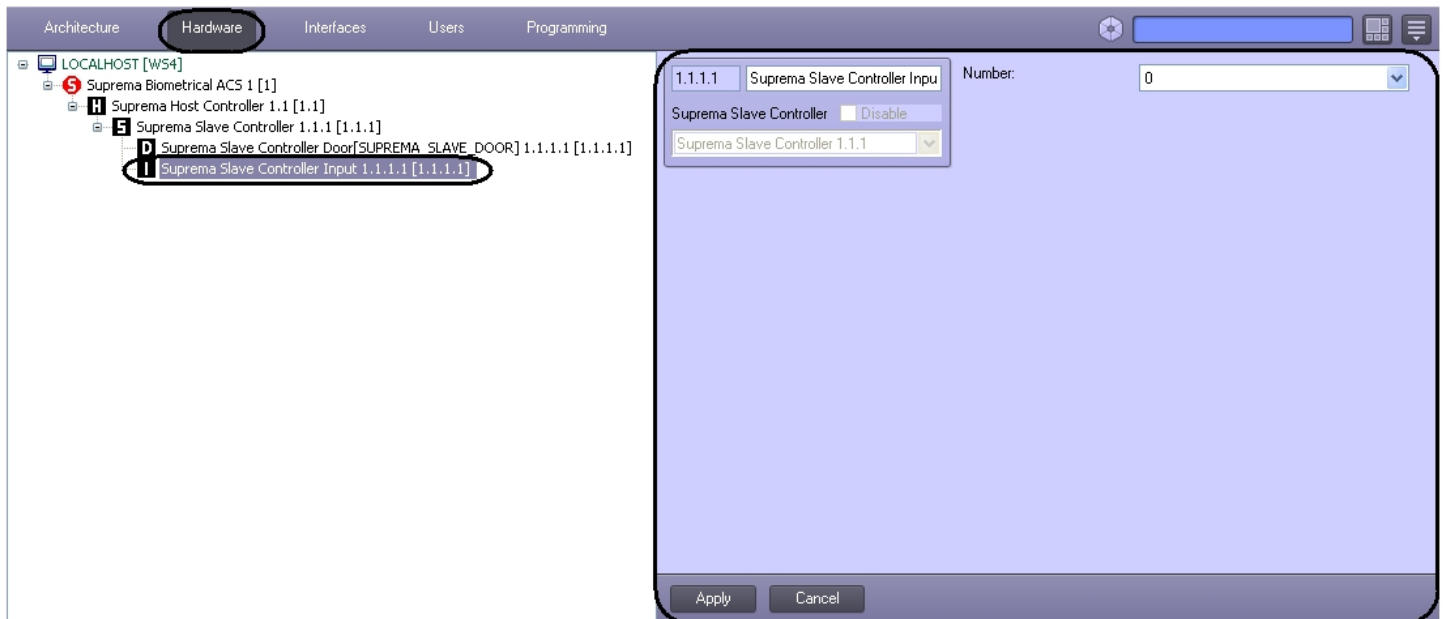 Architecture Hardware Interfaces Users Programming
LOCALHOST [WS4]
S Suprema Biometrical ACS 1 [1]
H Suprema Host Controller 1.1 [1.1]
S Suprema Slave Controller 1.1.1 [1.1.1]
D Suprema Slave Controller Door[SUPREMA_SLAVE_DOOR] 1.1.1.1 [1.1.1.1]
I Suprema Slave Controller Input 1.1.1.1 [1.1.1.1]
1.1.1.1 Suprema Slave Controller Inpu
Suprema Slave Controller Disable
Suprema Slave Controller 1.1.1
Number: 0
Apply Cancel